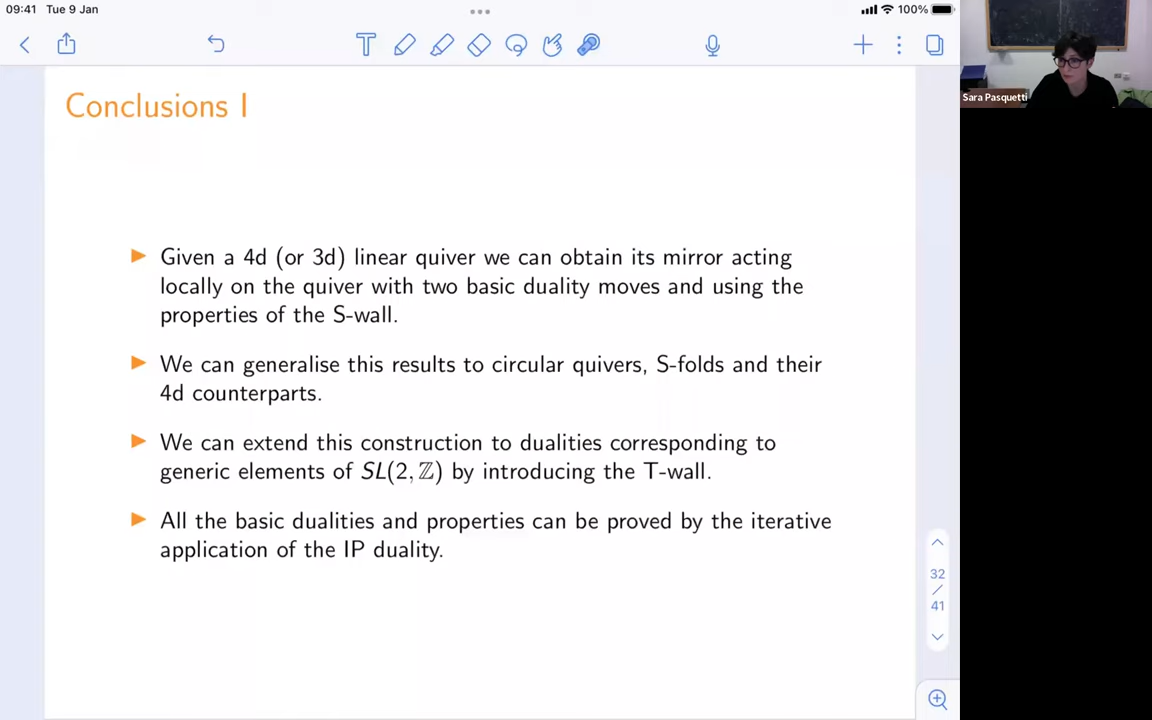 09:41 Tue 9 Jan
100%
Conclusions I
Given a 4d (or 3d) linear quiver we can obtain its mirror acting
locally on the quiver with two basic duality moves and using the
properties of the S-wall.
We can generalise this results to circular quivers, S-folds and their
4d counterparts.
We can extend this construction to dualities corresponding to
generic elements of SL(2, ℤ) by introducing the T-wall.
All the basic dualities and properties can be proved by the iterative
application of the IP duality.
32
/
41
Sara Pasquetti